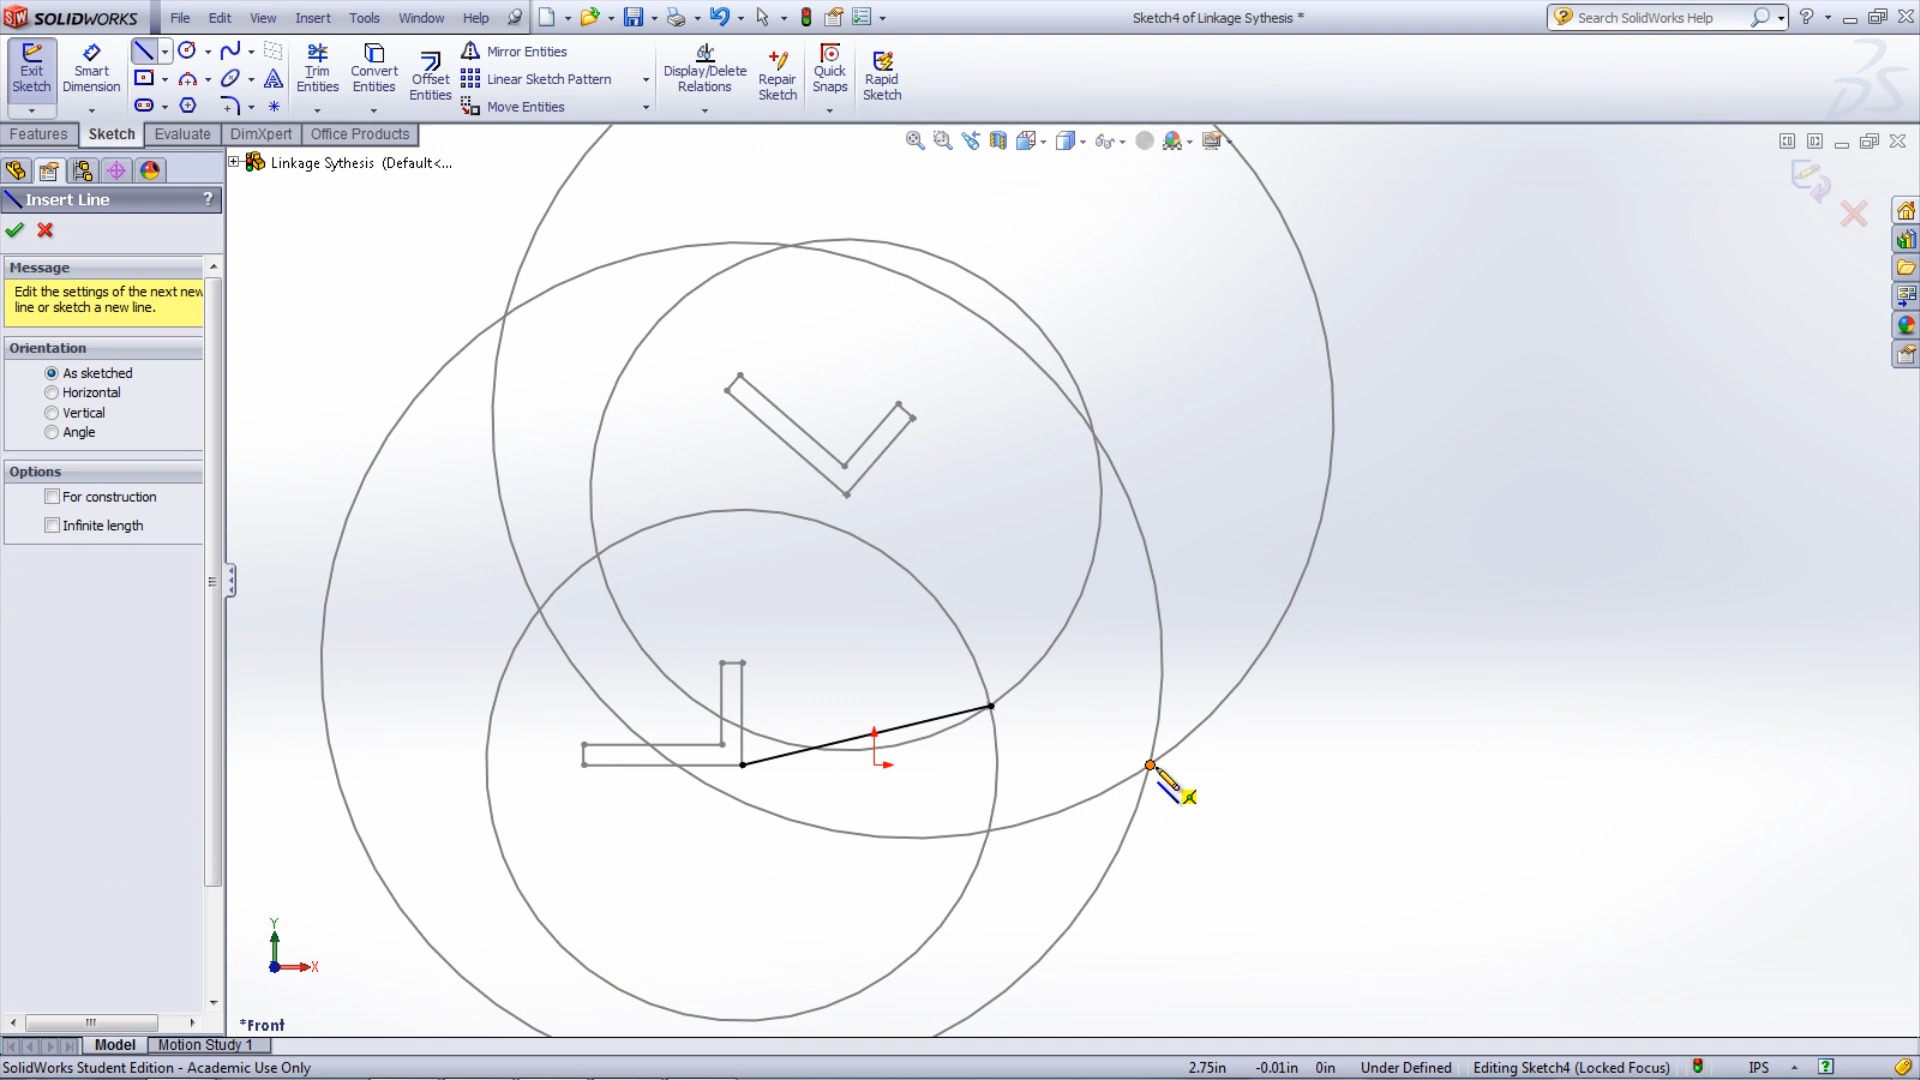 SOLIDWORKS File Edit View Insert Tools Window Help Sketch4 of Linkage Sythesis * Search SolidWorks Help
Exit Sketch
Smart Dimension
Trim Entities
Convert Entities
Offset Entities
Mirror Entities
Linear Sketch Pattern
Move Entities
Display/Delete Relations
Repair Sketch
Quick Snaps
Rapid Sketch
Features Sketch Evaluate DimXpert Office Products
Linkage Sythesis (Default<...
Insert Line ?
Message
Edit the settings of the next new
line or sketch a new line.
Orientation
As sketched
Horizontal
Vertical
Angle
Options
For construction
Infinite length
Y
X
*Front
Model Motion Study 1
SolidWorks Student Edition - Academic Use Only 2.75in -0.01in 0in Under Defined Editing Sketch4 (Locked Focus) IPS